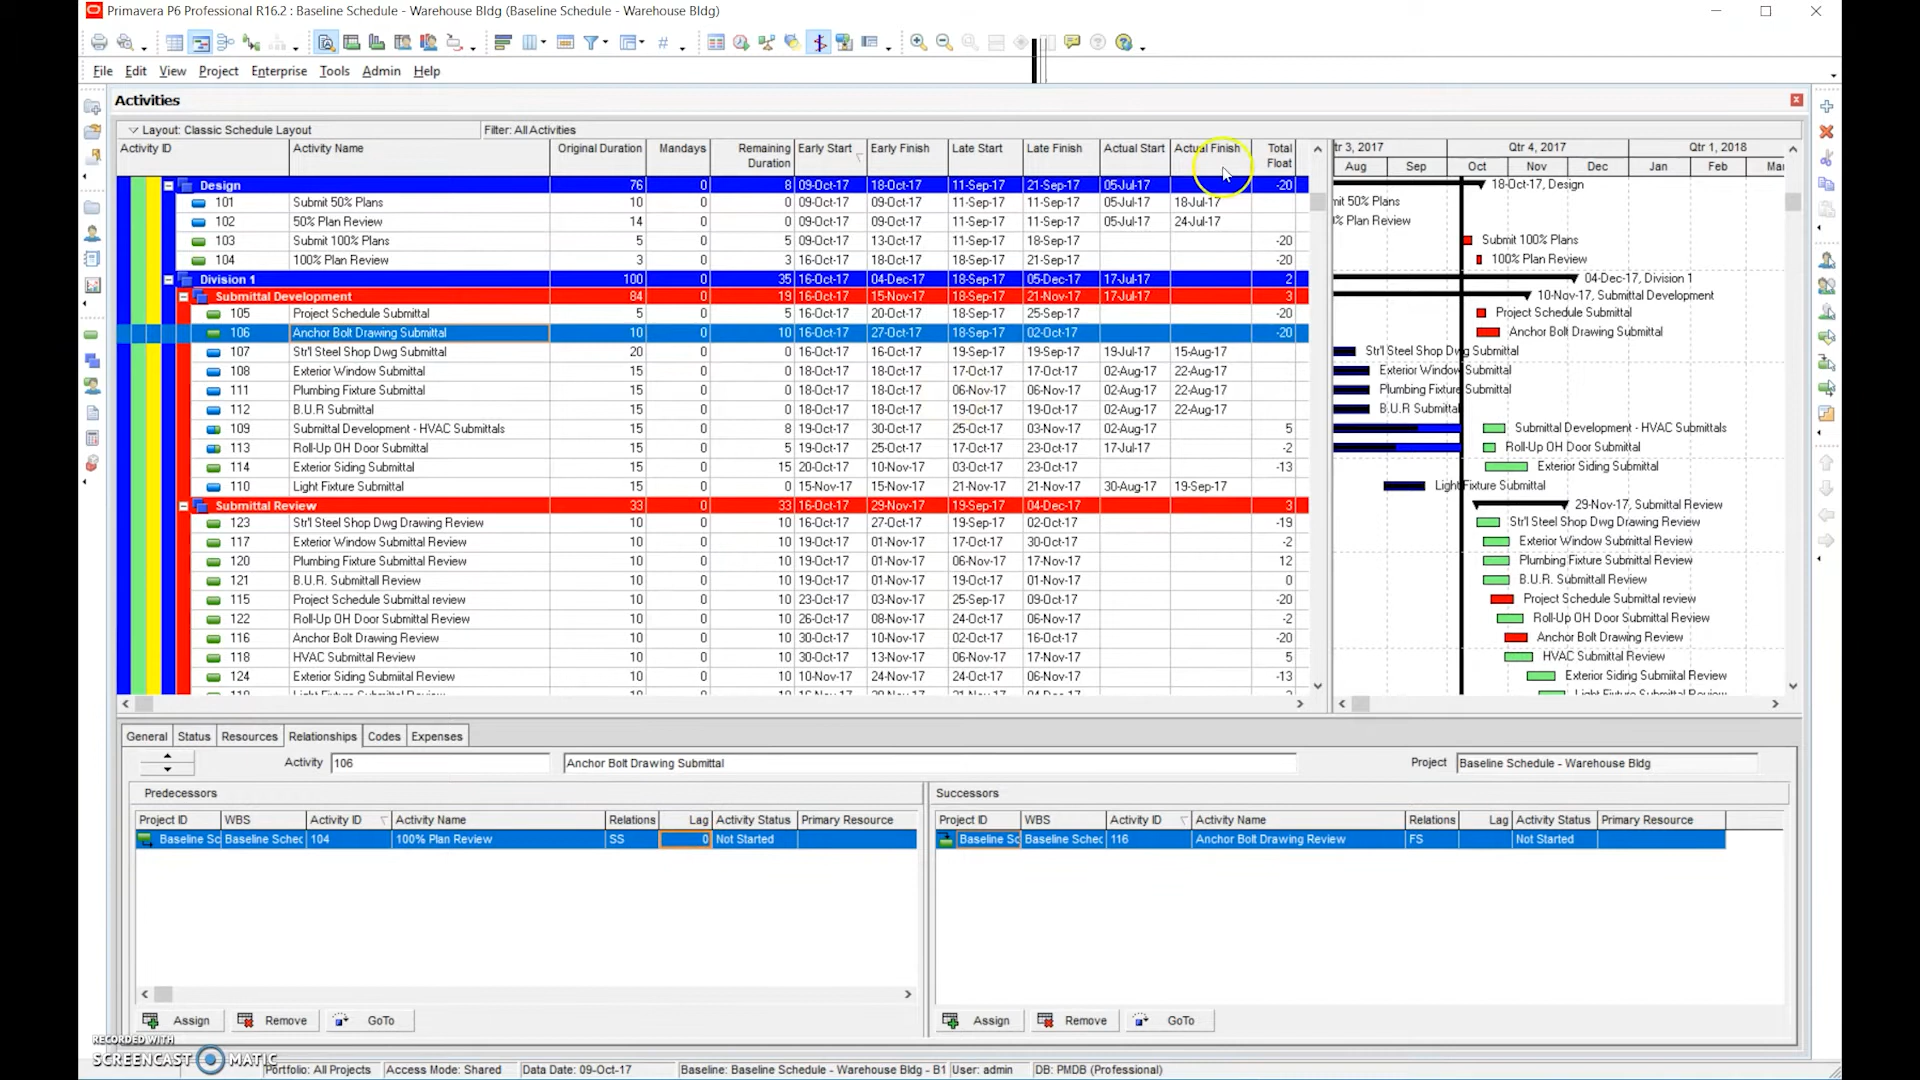 Primavera P6 Professional R16.2 : Baseline Schedule - Warehouse Bldg (Baseline Schedule - Warehouse Bldg)
File Edit View Project Enterprise Tools Admin Help
Activities
Layout: Classic Schedule Layout Filter: All Activities
Activity ID Activity Name Original Duration Mandays Remaining Duration Early Start Early Finish Late Start Late Finish Actual Start Actual Finish Total Float
tr 3, 2017 Qtr 4, 2017 Qtr 1, 2018
Aug Sep Oct Nov Dec Jan Feb Mar
Design 76 0 8 09-Oct-17 18-Oct-17 11-Sep-17 21-Sep-17 05-Jul-17 -20 18-Oct-17, Design
101 Submit 50% Plans 10 0 0 09-Oct-17 09-Oct-17 11-Sep-17 11-Sep-17 05-Jul-17 18-Jul-17 mit 50% Plans
102 50% Plan Review 14 0 0 09-Oct-17 09-Oct-17 11-Sep-17 11-Sep-17 05-Jul-17 24-Jul-17 % Plan Review
103 Submit 100% Plans 5 0 5 09-Oct-17 13-Oct-17 11-Sep-17 18-Sep-17 -20 Submit 100% Plans
104 100% Plan Review 3 0 3 16-Oct-17 18-Oct-17 18-Sep-17 21-Sep-17 -20 100% Plan Review
Division 1 100 0 35 16-Oct-17 04-Dec-17 18-Sep-17 05-Dec-17 17-Jul-17 2 04-Dec-17, Division 1
Submittal Development 84 0 19 16-Oct-17 15-Nov-17 18-Sep-17 21-Nov-17 17-Jul-17 3 10-Nov-17, Submittal Development
105 Project Schedule Submittal 5 0 5 16-Oct-17 20-Oct-17 18-Sep-17 25-Sep-17 -20 Project Schedule Submittal
106 Anchor Bolt Drawing Submittal 10 0 10 16-Oct-17 27-Oct-17 18-Sep-17 02-Oct-17 -20 Anchor Bolt Drawing Submittal
107 Str'l Steel Shop Dwg Submittal 20 0 0 16-Oct-17 16-Oct-17 19-Sep-17 19-Sep-17 19-Jul-17 15-Aug-17 Str'l Steel Shop Dwg Submittal
108 Exterior Window Submittal 15 0 0 18-Oct-17 18-Oct-17 17-Oct-17 17-Oct-17 02-Aug-17 22-Aug-17 Exterior Window Submittal
111 Plumbing Fixture Submittal 15 0 0 18-Oct-17 18-Oct-17 06-Nov-17 06-Nov-17 02-Aug-17 22-Aug-17 Plumbing Fixture Submittal
112 B.U.R Submittal 15 0 0 18-Oct-17 18-Oct-17 19-Oct-17 19-Oct-17 02-Aug-17 22-Aug-17 B.U.R Submittal
109 Submittal Development - HVAC Submittals 15 0 8 19-Oct-17 30-Oct-17 25-Oct-17 03-Nov-17 02-Aug-17 5 Submittal Development - HVAC Submittals
113 Roll-Up OH Door Submittal 15 0 5 19-Oct-17 25-Oct-17 17-Oct-17 23-Oct-17 17-Jul-17 -2 Roll-Up OH Door Submittal
114 Exterior Siding Submittal 15 0 15 20-Oct-17 10-Nov-17 03-Oct-17 23-Oct-17 -13 Exterior Siding Submittal
110 Light Fixture Submittal 15 0 0 15-Nov-17 15-Nov-17 21-Nov-17 21-Nov-17 30-Aug-17 19-Sep-17 Light Fixture Submittal
Submittal Review 33 0 33 16-Oct-17 29-Nov-17 19-Sep-17 04-Dec-17 3 29-Nov-17, Submittal Review
123 Str'l Steel Shop Dwg Drawing Review 10 0 10 16-Oct-17 27-Oct-17 19-Sep-17 02-Oct-17 -19 Str'l Steel Shop Dwg Drawing Review
117 Exterior Window Submittal Review 10 0 10 19-Oct-17 01-Nov-17 17-Oct-17 30-Oct-17 -2 Exterior Window Submittal Review
120 Plumbing Fixture Submittal Review 10 0 10 19-Oct-17 01-Nov-17 06-Nov-17 17-Nov-17 12 Plumbing Fixture Submittal Review
121 B.U.R. Submittall Review 10 0 10 19-Oct-17 01-Nov-17 19-Oct-17 01-Nov-17 0 B.U.R. Submittall Review
115 Project Schedule Submittal review 10 0 10 23-Oct-17 03-Nov-17 25-Sep-17 09-Oct-17 -20 Project Schedule Submittal review
122 Roll-Up OH Door Submittal Review 10 0 10 26-Oct-17 08-Nov-17 24-Oct-17 06-Nov-17 -2 Roll-Up OH Door Submittal Review
116 Anchor Bolt Drawing Review 10 0 10 30-Oct-17 10-Nov-17 02-Oct-17 16-Oct-17 -20 Anchor Bolt Drawing Review
118 HVAC Submittal Review 10 0 10 30-Oct-17 13-Nov-17 06-Nov-17 17-Nov-17 5 HVAC Submittal Review
124 Exterior Siding Submiital Review 10 0 10 10-Nov-17 24-Nov-17 24-Oct-17 06-Nov-17 -13 Exterior Siding Submiital Review
General Status Resources Relationships Codes Expenses
Activity 106 Anchor Bolt Drawing Submittal Project Baseline Schedule - Warehouse Bldg
Predecessors Successors
Project ID WBS Activity ID Activity Name Relations Lag Activity Status Primary Resource Project ID WBS Activity ID Activity Name Relations Lag Activity Status Primary Resource
Baseline Sc Baseline Sched 104 100% Plan Review SS 0 Not Started Baseline Sc Baseline Sched 116 Anchor Bolt Drawing Review FS Not Started
Assign Remove GoTo Assign Remove GoTo
RECORDED WITH
SCREENCAST MATIC
Portfolio: All Projects Access Mode: Shared Data Date: 09-Oct-17 Baseline: Baseline Schedule - Warehouse Bldg - B1 User: admin DB: PMDB (Professional)